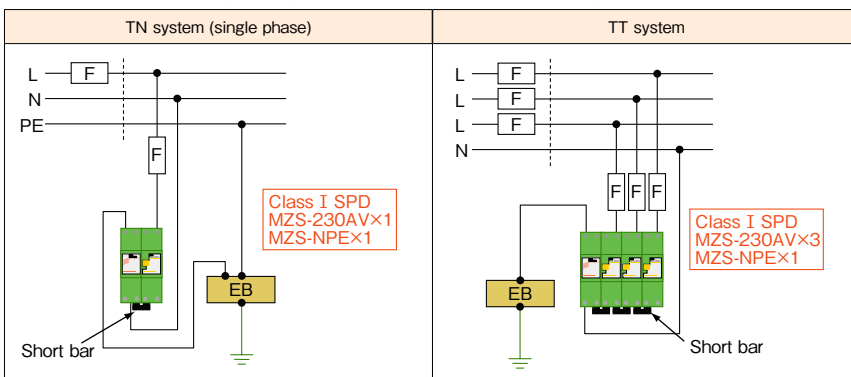 TN system (single phase)
L
F
N
PE
F
Class I SPD
MZS-230AV×1
MZS-NPE×1
EB
Short bar
TT system
L
F
L
F
L
F
N
F
F
F
Class I SPD
MZS-230AV×3
MZS-NPE×1
EB
Short bar